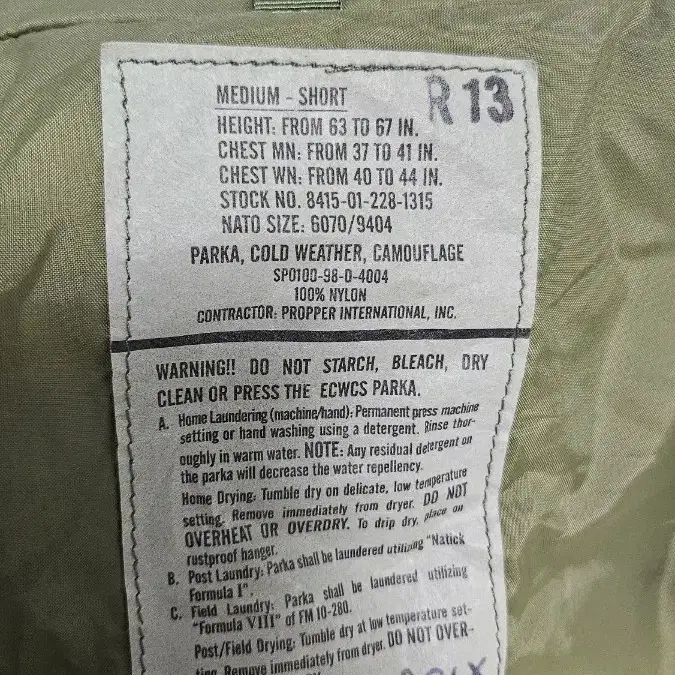 R 13
MEDIUM - SHORT
HEIGHT: FROM 63 TO 67 IN.
CHEST MN: FROM 37 TO 41 IN.
CHEST WN: FROM 40 TO 44 IN.
STOCK NO. 8415-01-228-1315
NATO SIZE: 6070/9404
PARKA, COLD WEATHER, CAMOUFLAGE
SPO100-98-D-4004
100% NYLON
CONTRACTOR: PROPPER INTERNATIONAL, INC.
WARNING!! DO NOT STARCH, BLEACH, DRY
CLEAN OR PRESS THE ECWCS PARKA.
A. Home Laundering (machine/hand): Permanent press machine
setting or hand washing using a detergent. Rinse thor-
oughly in warm water. NOTE: Any residual detergent on
the parka will decrease the water repellency.
Home Drying: Tumble dry on delicate, low temperature
setting. Remove immediately from dryer. DO NOT
OVERHEAT OR OVERDRY. To drip dry, place on
rustproof hanger.
B. Post Laundry: Parka shall be laundered utilizing "Natick
Formula I".
C. Field Laundry: Parka shall be laundered utilizing
"Formula VIII" of FM 10-280.
Post/Field Drying: Tumble dry at low temperature set-
ting. Remove immediately from dryer. DO NOT OVER-